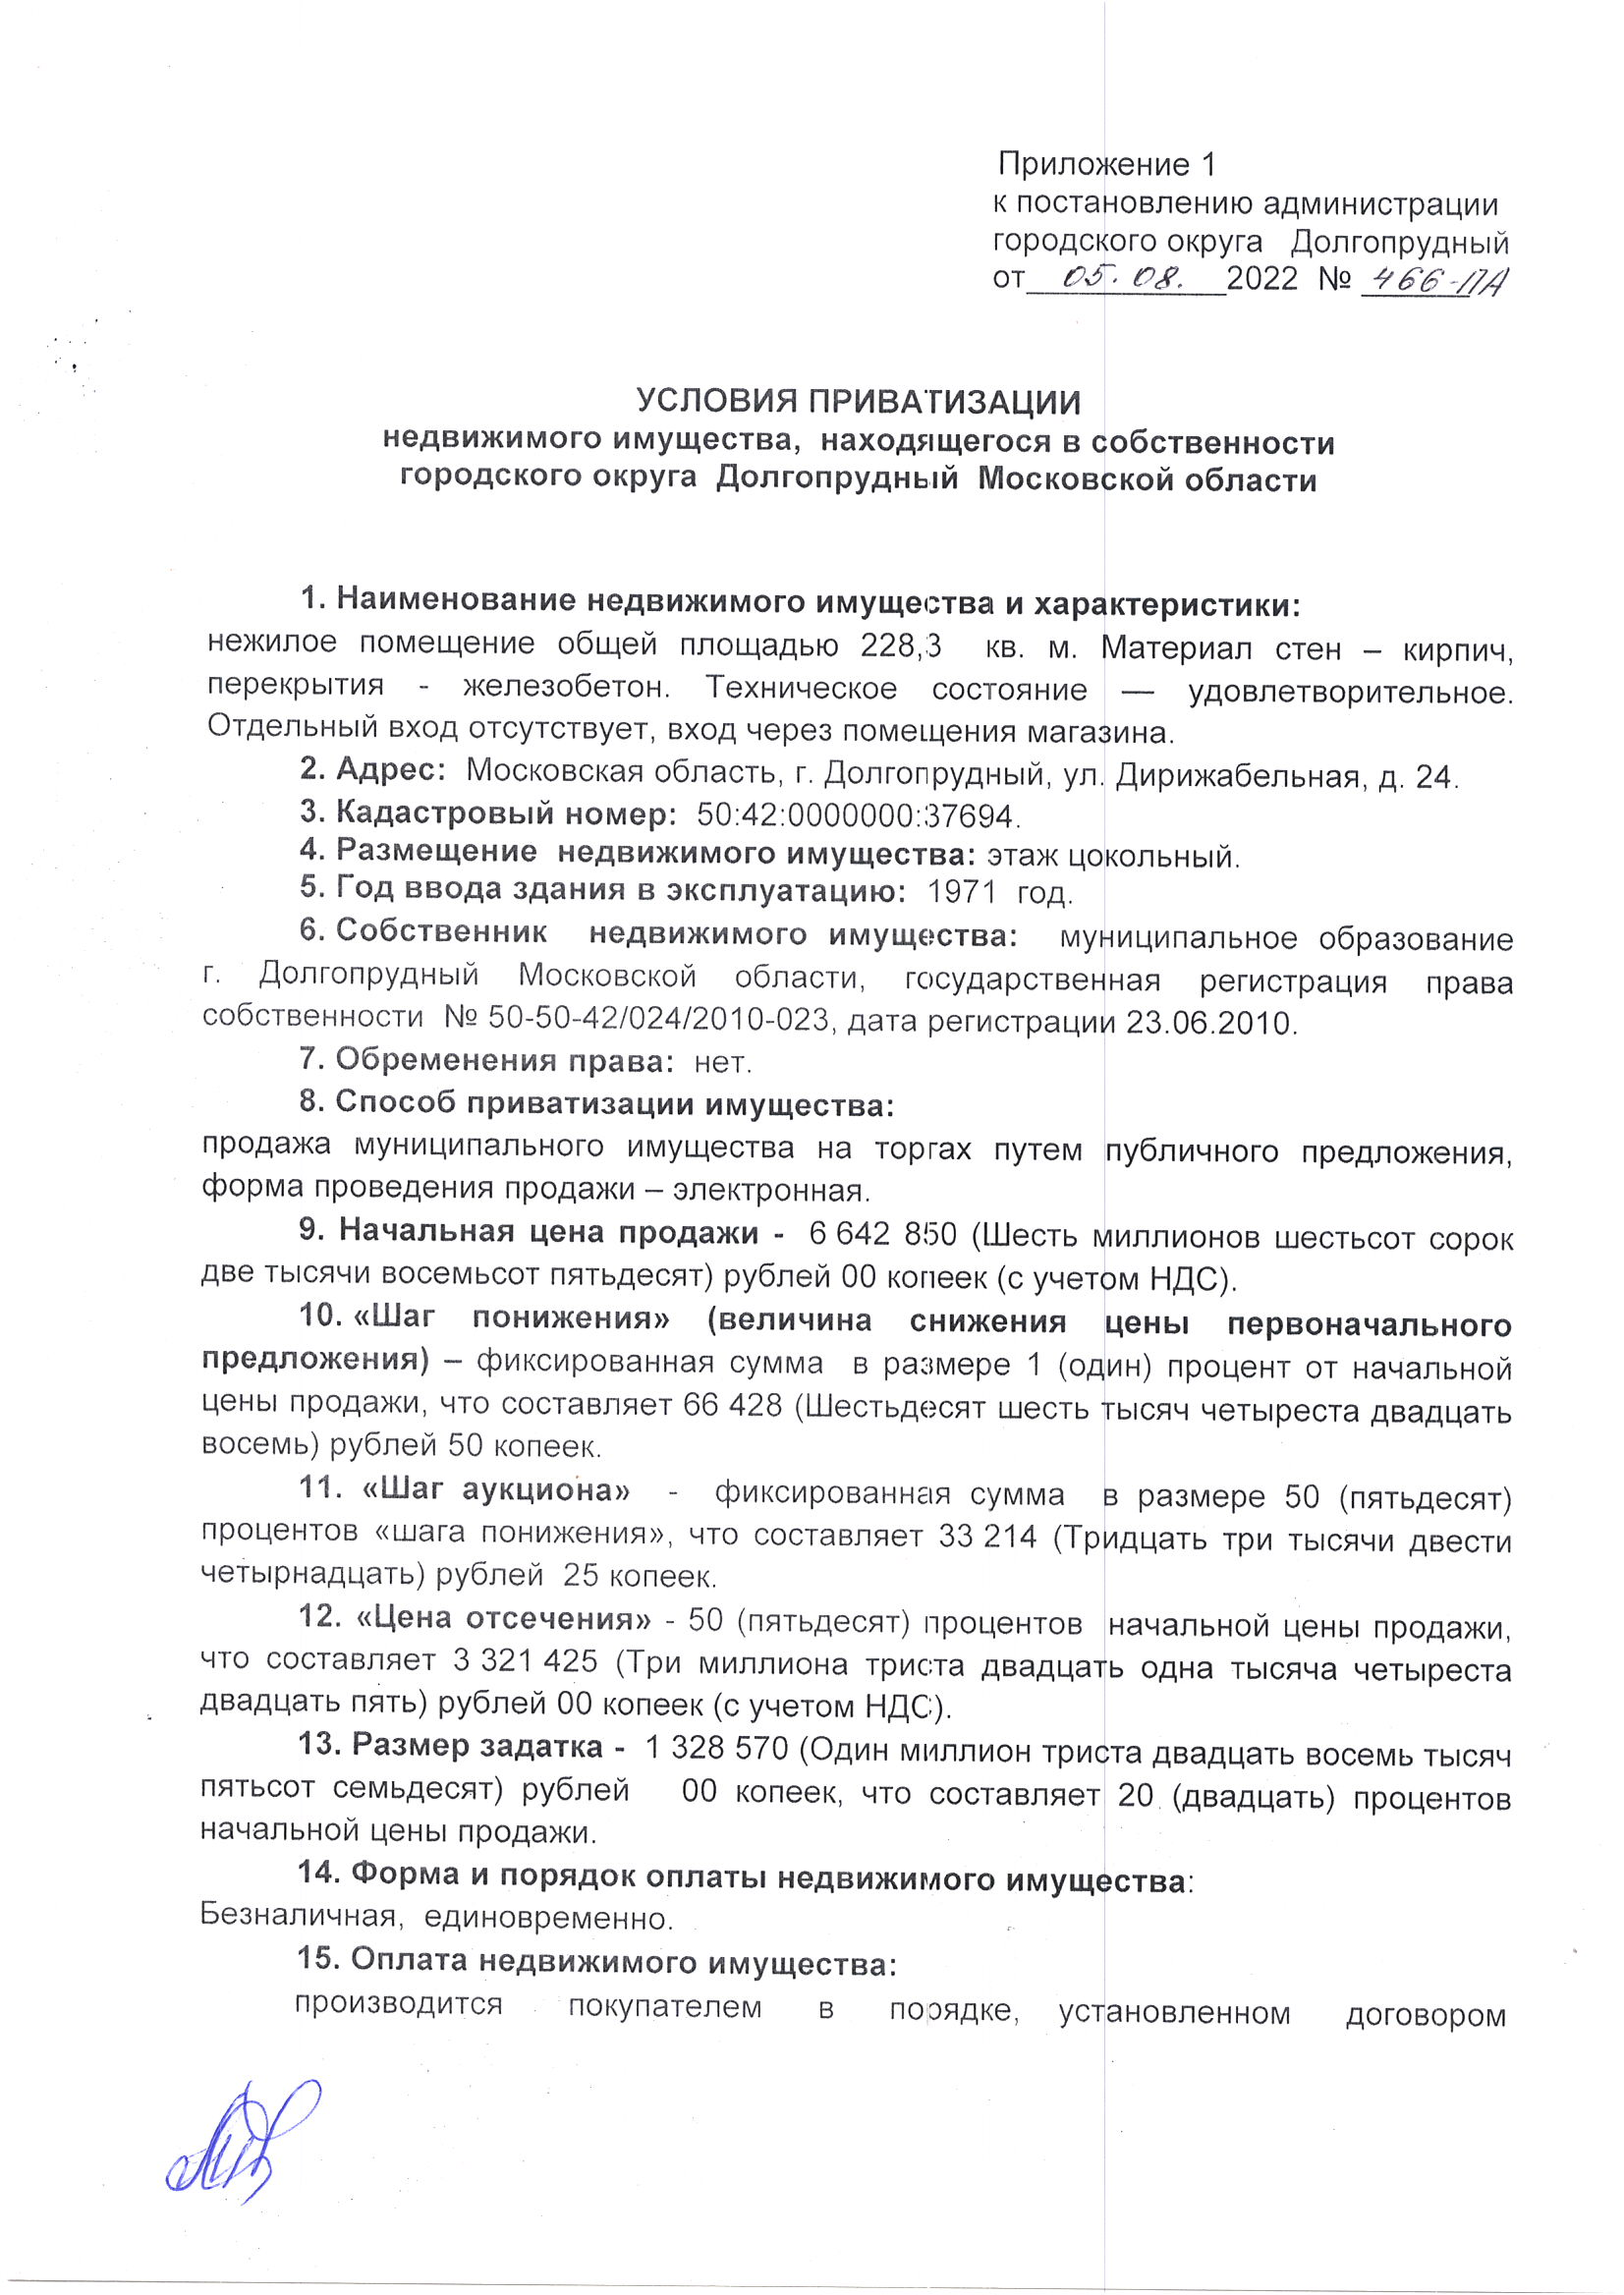 Приложение 1
к постановлению администрации
городского округа Долгопрудный
от 05.08. 2022 № 466-ПА
УСЛОВИЯ ПРИВАТИЗАЦИИ
недвижимого имущества, находящегося в собственности
городского округа Долгопрудный Московской области
1. Наименование недвижимого имущества и характеристики:
нежилое помещение общей площадью 228,3 кв. м. Материал стен – кирпич,
перекрытия - железобетон. Техническое состояние — удовлетворительное.
Отдельный вход отсутствует, вход через помещения магазина.
2. Адрес: Московская область, г. Долгопрудный, ул. Дирижабельная, д. 24.
3. Кадастровый номер: 50:42:0000000:37694.
4. Размещение недвижимого имущества: этаж цокольный.
5. Год ввода здания в эксплуатацию: 1971 год.
6. Собственник недвижимого имущества: муниципальное образование
г. Долгопрудный Московской области, государственная регистрация права
собственности № 50-50-42/024/2010-023, дата регистрации 23.06.2010.
7. Обременения права: нет.
8. Способ приватизации имущества:
продажа муниципального имущества на торгах путем публичного предложения,
форма проведения продажи – электронная.
9. Начальная цена продажи - 6 642 850 (Шесть миллионов шестьсот сорок
две тысячи восемьсот пятьдесят) рублей 00 копеек (с учетом НДС).
10. «Шаг понижения» (величина снижения цены первоначального
предложения) – фиксированная сумма в размере 1 (один) процент от начальной
цены продажи, что составляет 66 428 (Шестьдесят шесть тысяч четыреста двадцать
восемь) рублей 50 копеек.
11. «Шаг аукциона» - фиксированная сумма в размере 50 (пятьдесят)
процентов «шага понижения», что составляет 33 214 (Тридцать три тысячи двести
четырнадцать) рублей 25 копеек.
12. «Цена отсечения» - 50 (пятьдесят) процентов начальной цены продажи,
что составляет 3 321 425 (Три миллиона триста двадцать одна тысяча четыреста
двадцать пять) рублей 00 копеек (с учетом НДС).
13. Размер задатка - 1 328 570 (Один миллион триста двадцать восемь тысяч
пятьсот семьдесят) рублей 00 копеек, что составляет 20 (двадцать) процентов
начальной цены продажи.
14. Форма и порядок оплаты недвижимого имущества:
Безналичная, единовременно.
15. Оплата недвижимого имущества:
производится покупателем в порядке, установленном договором